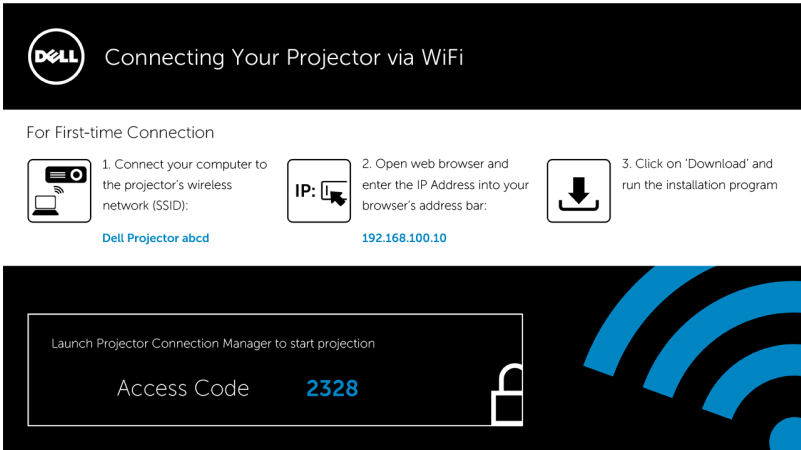 DELL
Connecting Your Projector via WiFi
For First-time Connection
1. Connect your computer to
the projector's wireless
network (SSID):
Dell Projector abcd
IP:
2. Open web browser and
enter the IP Address into your
browser's address bar:
192.168.100.10
3. Click on 'Download' and
run the installation program
Launch Projector Connection Manager to start projection
Access Code 2328